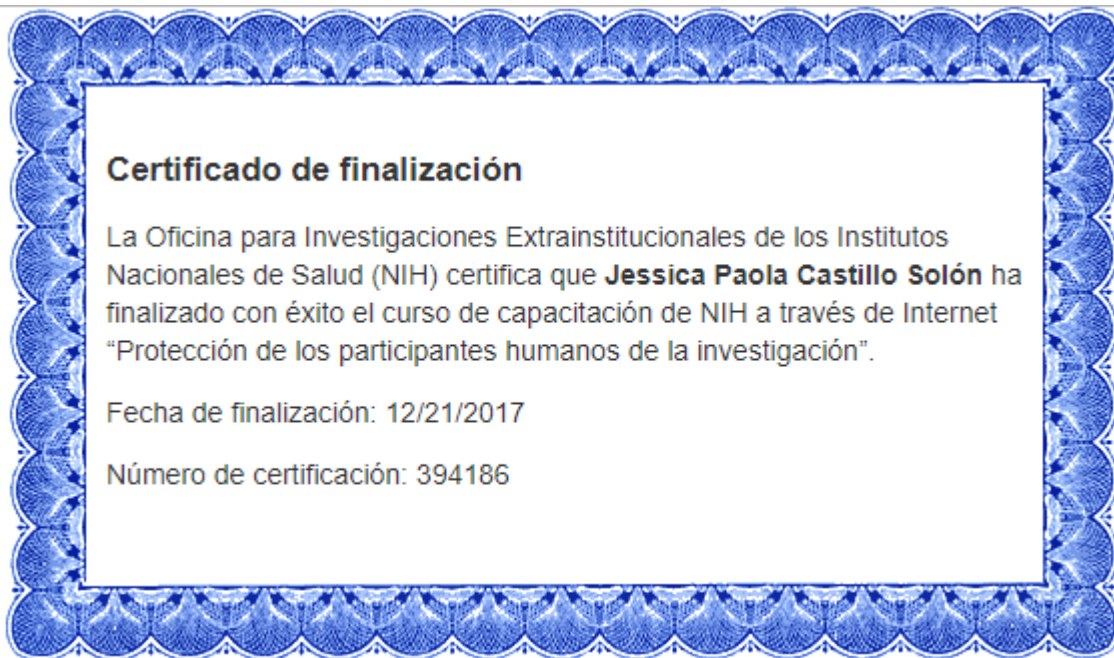 Certificado de finalización
La Oficina para Investigaciones Extrainstitucionales de los Institutos
Nacionales de Salud (NIH) certifica que Jessica Paola Castillo Solón ha
finalizado con éxito el curso de capacitación de NIH a través de Internet
“Protección de los participantes humanos de la investigación”.
Fecha de finalización: 12/21/2017
Número de certificación: 394186